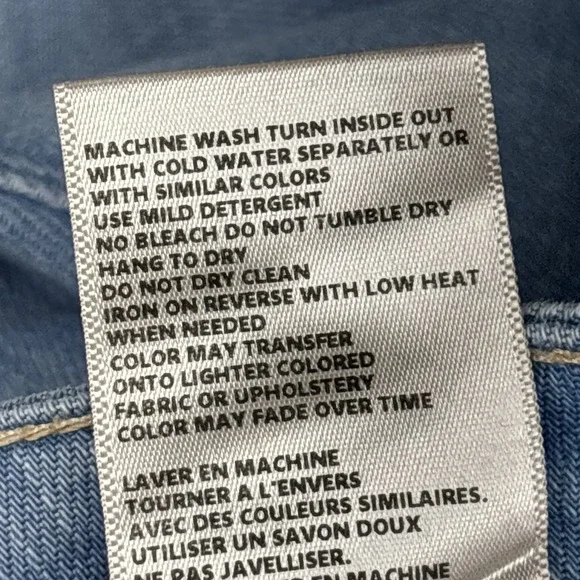 MACHINE WASH TURN INSIDE OUT
WITH COLD WATER SEPARATELY OR
WITH SIMILAR COLORS
USE MILD DETERGENT
NO BLEACH DO NOT TUMBLE DRY
HANG TO DRY
DO NOT DRY CLEAN
IRON ON REVERSE WITH LOW HEAT
WHEN NEEDED
COLOR MAY TRANSFER
ONTO LIGHTER COLORED
FABRIC OR UPHOLSTERY
COLOR MAY FADE OVER TIME
LAVER EN MACHINE
TOURNER A L'ENVERS
AVEC DES COULEURS SIMILAIRES.
UTILISER UN SAVON DOUX
NE PAS JAVELLISER.
EN MACHINE